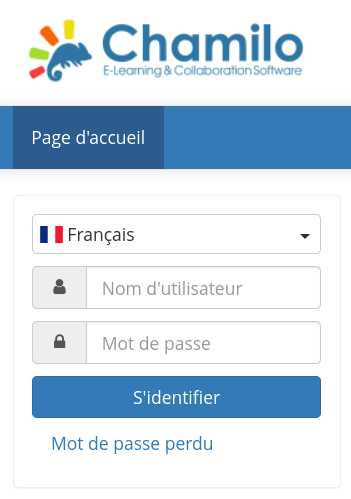 Chamilo
E-Learning & Collaboration Software
Page d'accueil
Français
Nom d'utilisateur
Mot de passe
S'identifier
Mot de passe perdu